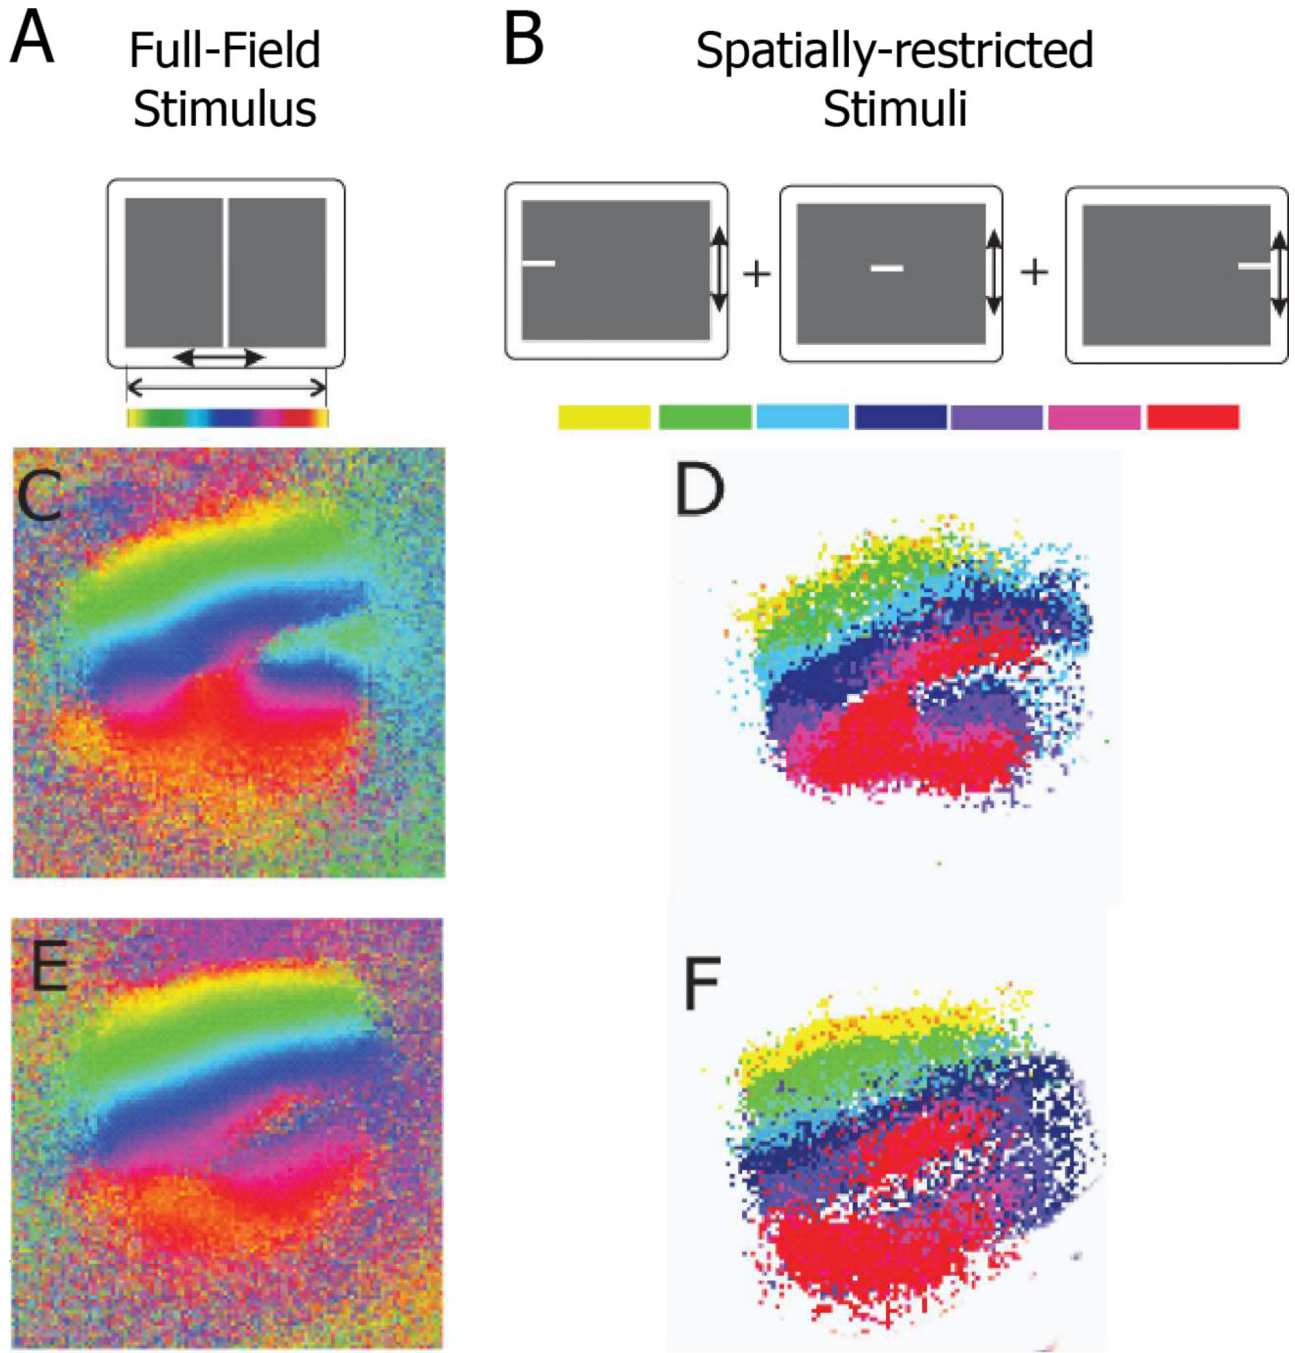 A
Full-Field
Stimulus
B
Spatially-restricted
Stimuli
+
+
C
D
E
F